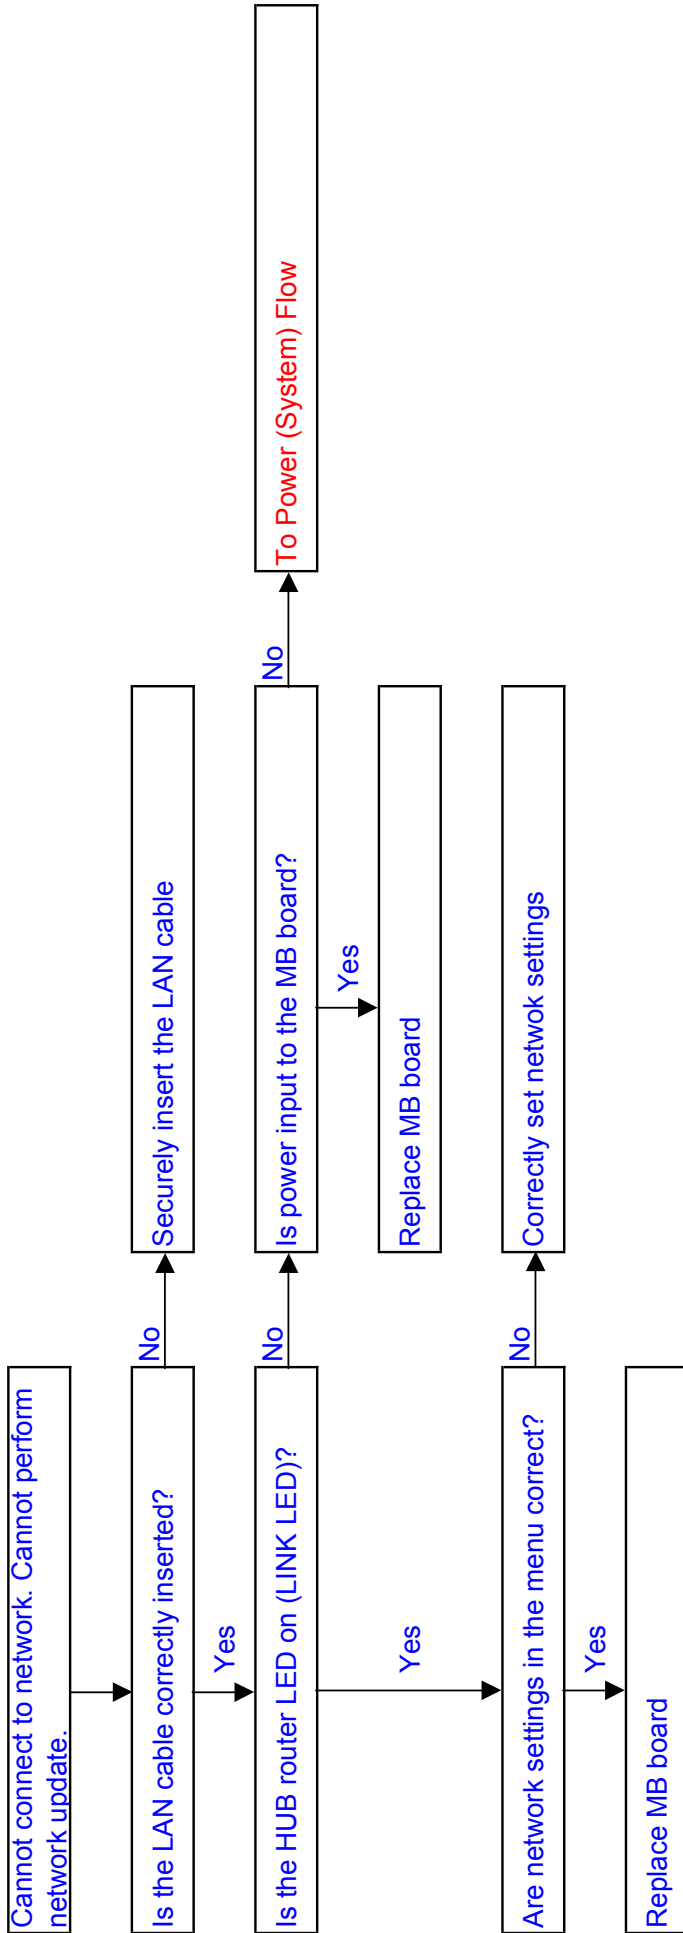 Cannot connect to network. Cannot perform
network update.
Is the LAN cable correctly inserted?
No
Securely insert the LAN cable
Yes
Is the HUB router LED on (LINK LED)?
No
Is power input to the MB board?
No
To Power (System) Flow
Yes
Replace MB board
Yes
Are network settings in the menu correct?
No
Correctly set netwok settings
Yes
Replace MB board